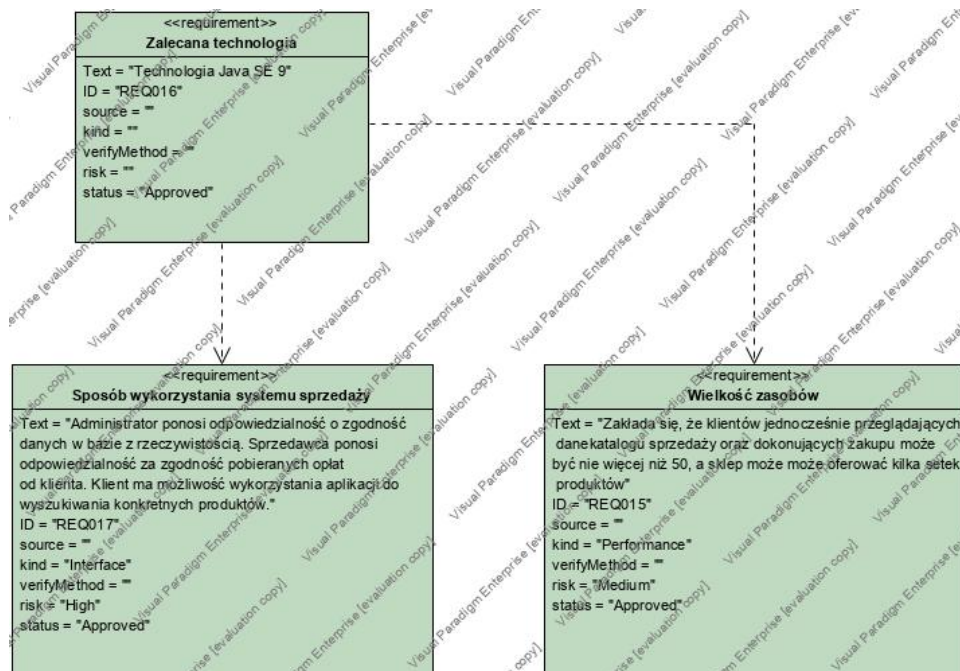 <<requirement>>
Zalecana technologia
Text = "Technologia Java SE 9"
ID = "REQ016"
source = ""
kind = ""
verifyMethod = ""
risk = ""
status = "Approved"
<<requirement>>
Sposób wykorzystania systemu sprzedaży
Text = "Administrator ponosi odpowiedzialność o zgodność
danych w bazie z rzeczywistością. Sprzedawca ponosi
odpowiedzialność za zgodność pobieranych opłat
od klienta. Klient ma możliwość wykorzystania aplikacji do
wyszukiwania konkretnych produktów."
ID = "REQ017"
source = ""
kind = "Interface"
verifyMethod = ""
risk = "High"
status = "Approved"
<<requirement>>
Wielkość zasobów
Text = "Zakłada się, że klientów jednocześnie przeglądających
danekatalogu sprzedaży oraz dokonujących zakupu może
być nie więcej niż 50, a sklep może może oferować kilka setek
produktów"
ID = "REQ015"
source = ""
kind = "Performance"
verifyMethod = ""
risk = "Medium"
status = "Approved"
Visual Paradigm Enterprise [evaluation copy]